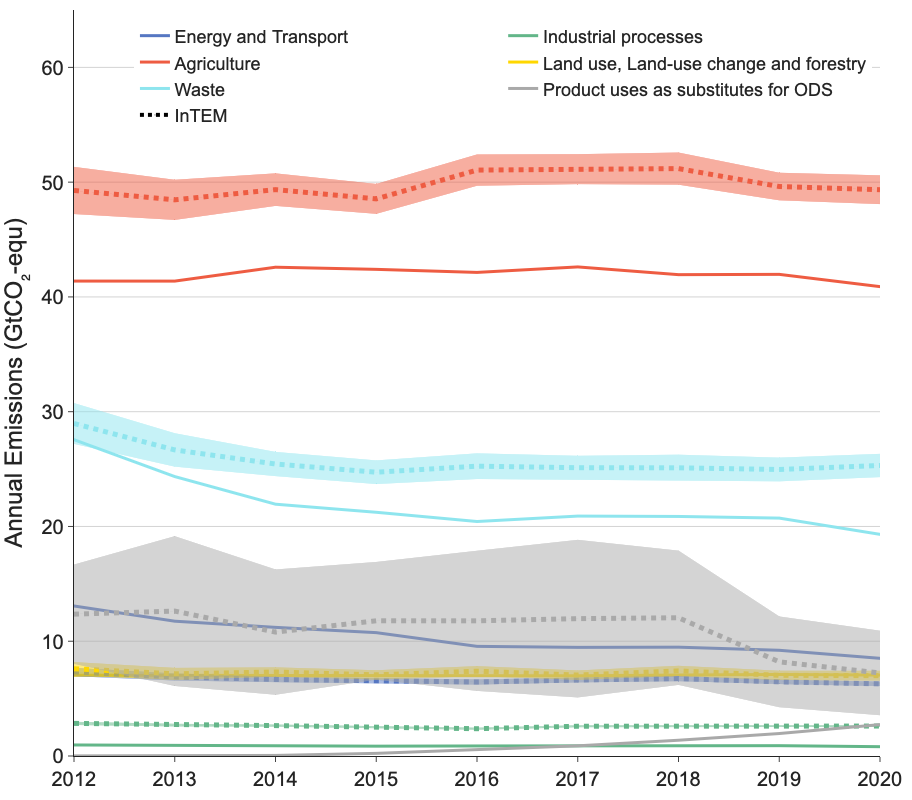 Energy and Transport
Agriculture
Waste
InTEM
Industrial processes
Land use, Land-use change and forestry
Product uses as substitutes for ODS
Annual Emissions (GtCO₂-equ)
60
50
40
30
20
10
0
2012 2013 2014 2015 2016 2017 2018 2019 2020